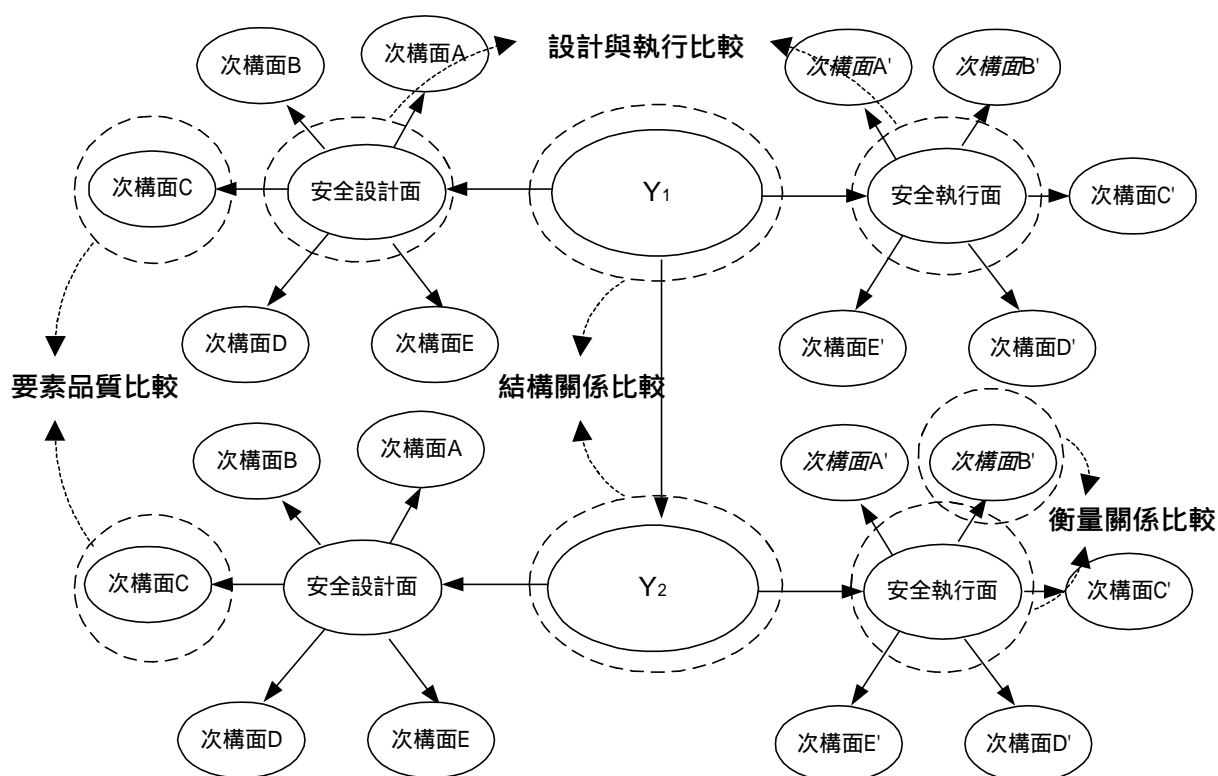 設計與執行比較
次構面B
次構面A
次構面A'
次構面B'
次構面C
安全設計面
Y1
安全執行面
次構面C'
次構面D
次構面E
次構面E'
次構面D'
要素品質比較
結構關係比較
次構面B
次構面A
次構面A'
次構面B'
衡量關係比較
次構面C
安全設計面
Y2
安全執行面
次構面C'
次構面D
次構面E
次構面E'
次構面D'